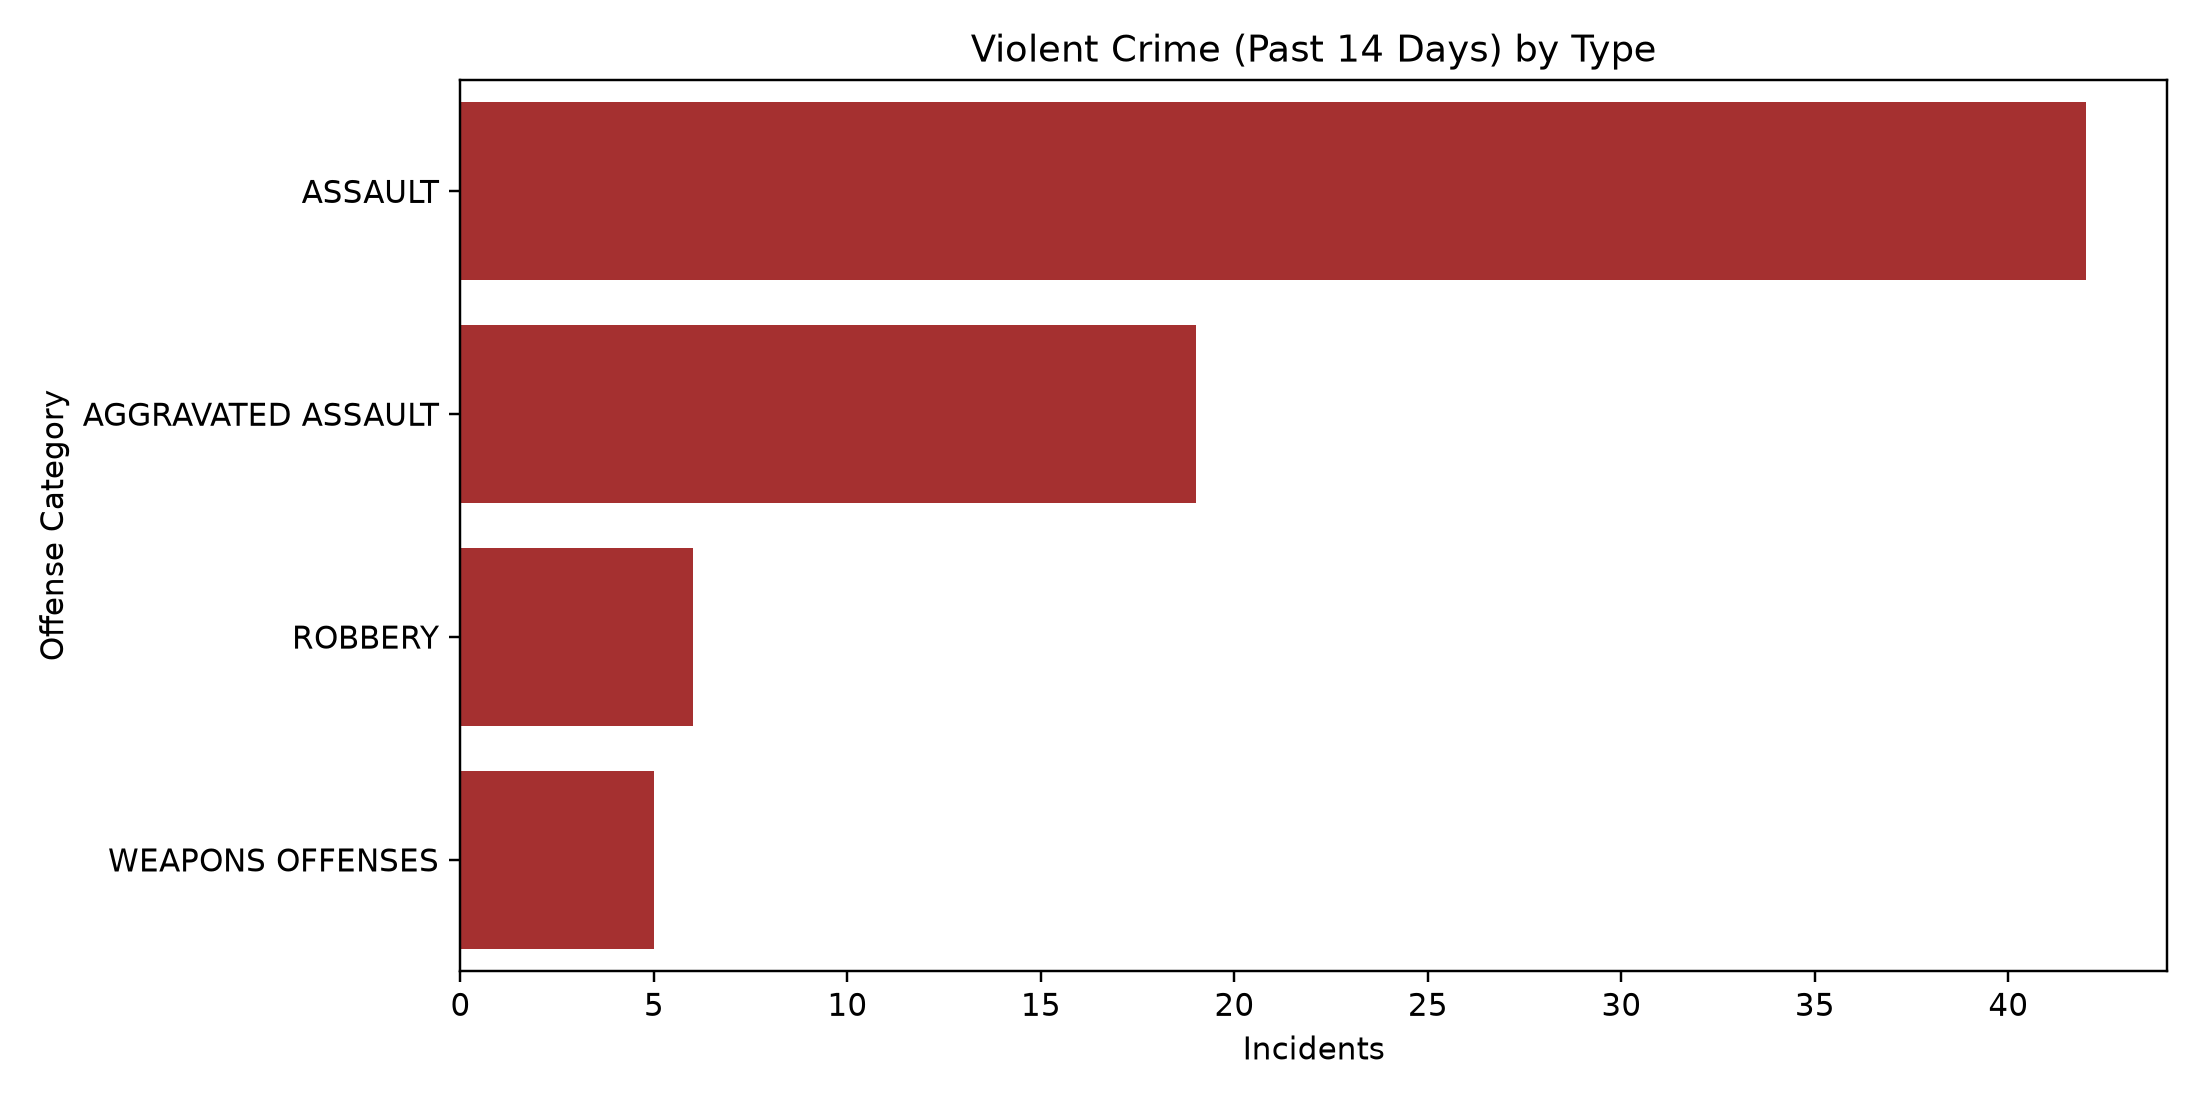 Violent Crime (Past 14 Days) by Type
Offense Category
ASSAULT
AGGRAVATED ASSAULT
ROBBERY
WEAPONS OFFENSES
0 5 10 15 20 25 30 35 40
Incidents